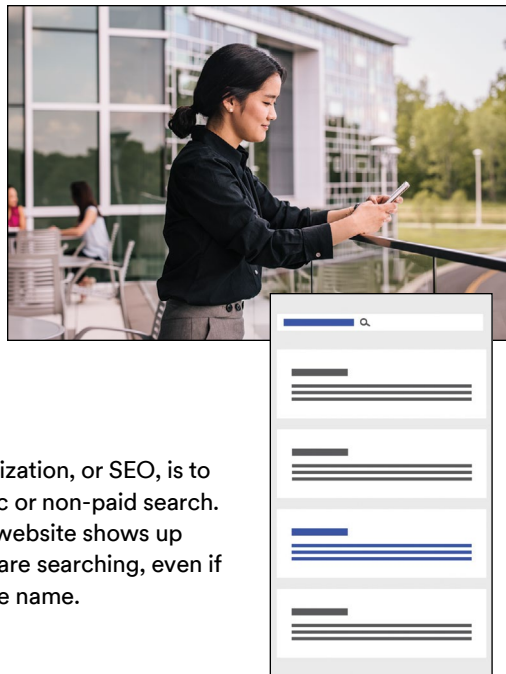 ization, or SEO, is to
c or non-paid search.
website shows up
are searching, even if
e name.